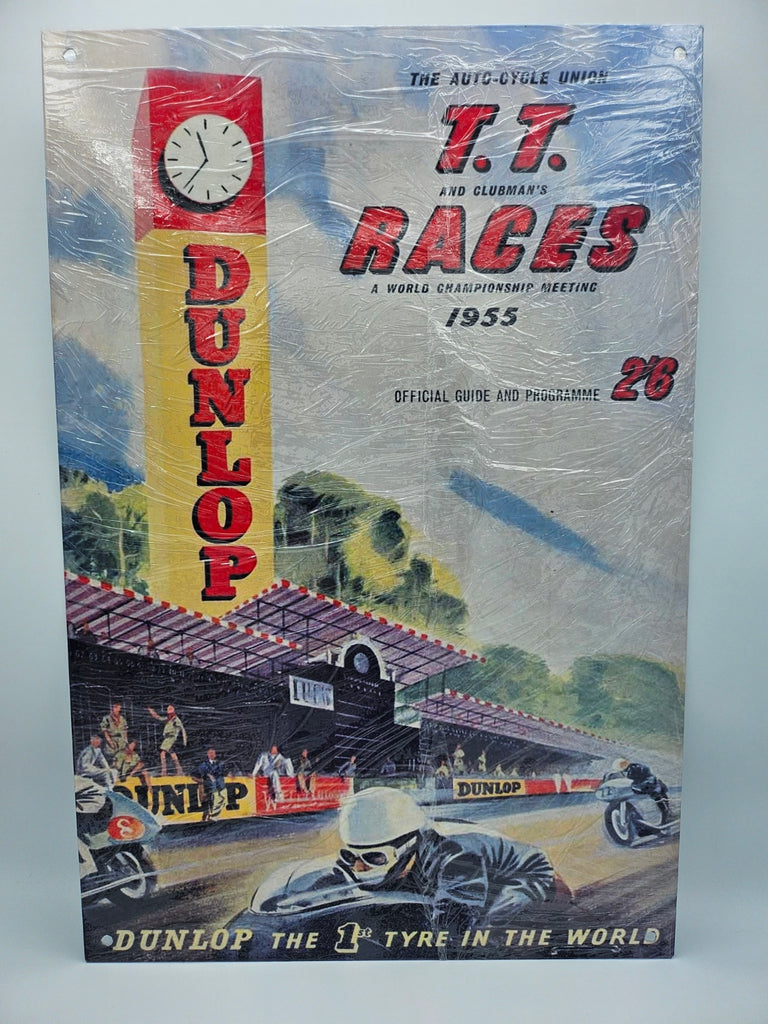 THE AUTO-CYCLE UNION
T.T.
AND CLUBMAN'S
RACES
A WORLD CHAMPIONSHIP MEETING
1955
OFFICIAL GUIDE AND PROGRAMME 2'6
DUNLOP
DUNLOP
DUNLOP
8
DUNLOP THE 1st TYRE IN THE WORLD